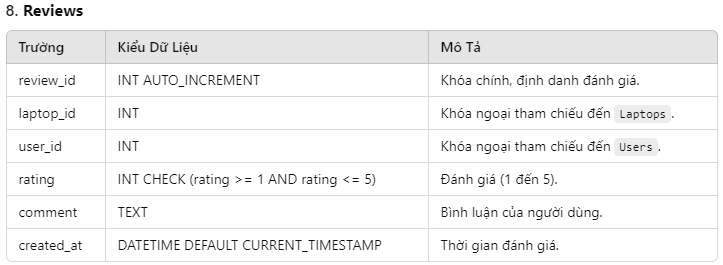 8. Reviews
Trường Kiểu Dữ Liệu Mô Tả
review_id INT AUTO_INCREMENT Khóa chính, định danh đánh giá.
laptop_id INT Khóa ngoại tham chiếu đến Laptops.
user_id INT Khóa ngoại tham chiếu đến Users.
rating INT CHECK (rating >= 1 AND rating <= 5) Đánh giá (1 đến 5).
comment TEXT Bình luận của người dùng.
created_at DATETIME DEFAULT CURRENT_TIMESTAMP Thời gian đánh giá.